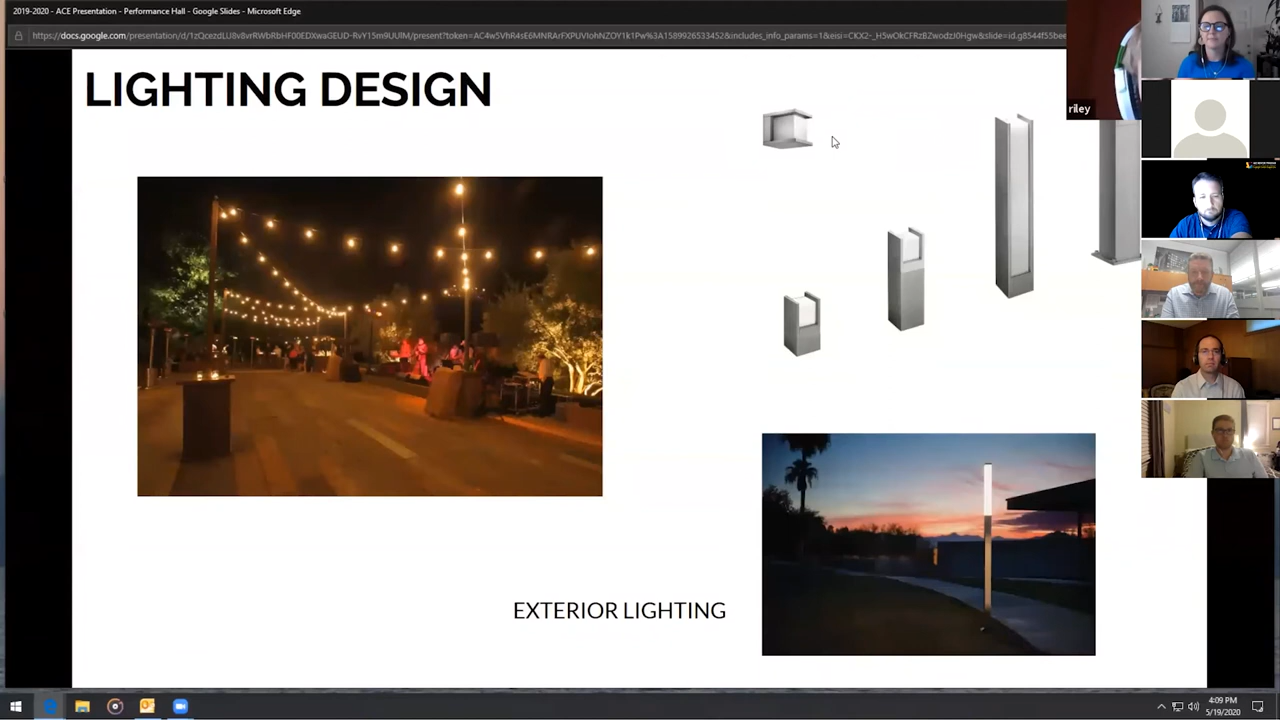 2019-2020 - ACE Presentation - Performance Hall - Google Slides - Microsoft Edge
LIGHTING DESIGN
riley
EXTERIOR LIGHTING
4:09 PM
5/19/2020